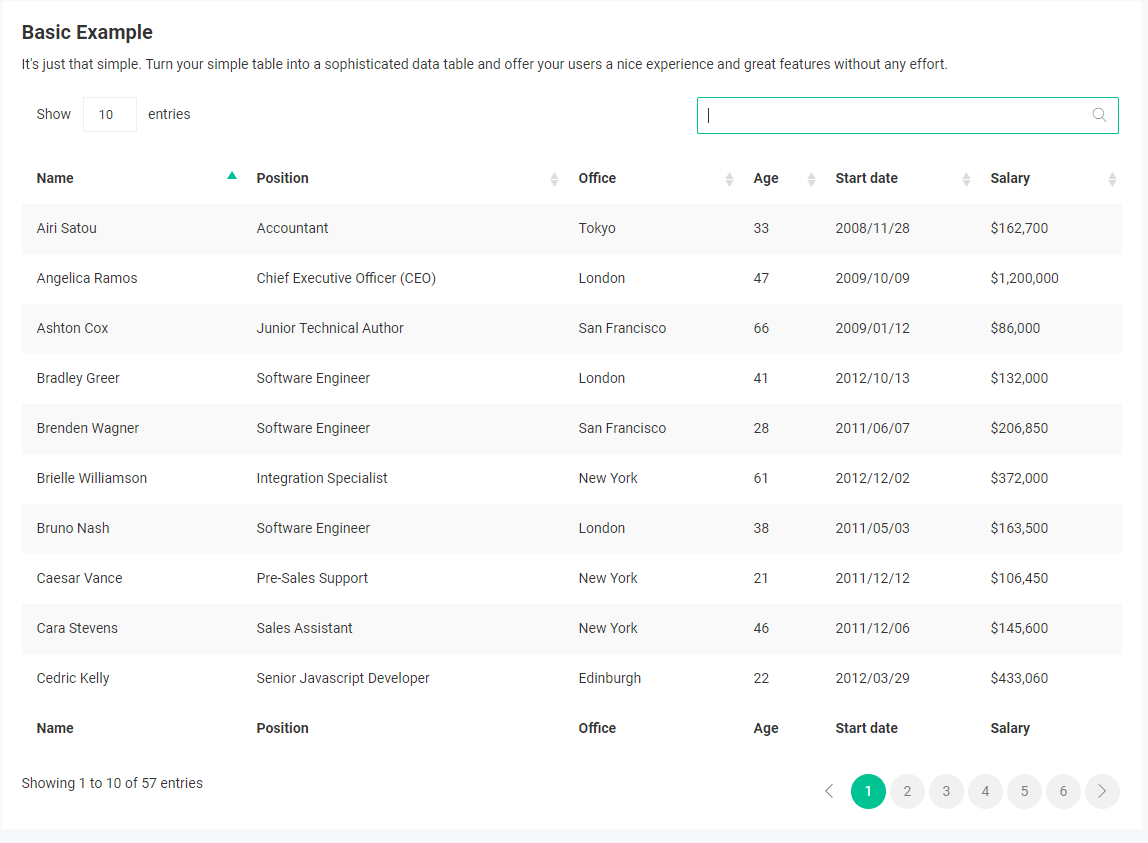 Basic Example
It's just that simple. Turn your simple table into a sophisticated data table and offer your users a nice experience and great features without any effort.
Show 10 entries
Name Position Office Age Start date Salary
Airi Satou Accountant Tokyo 33 2008/11/28 $162,700
Angelica Ramos Chief Executive Officer (CEO) London 47 2009/10/09 $1,200,000
Ashton Cox Junior Technical Author San Francisco 66 2009/01/12 $86,000
Bradley Greer Software Engineer London 41 2012/10/13 $132,000
Brenden Wagner Software Engineer San Francisco 28 2011/06/07 $206,850
Brielle Williamson Integration Specialist New York 61 2012/12/02 $372,000
Bruno Nash Software Engineer London 38 2011/05/03 $163,500
Caesar Vance Pre-Sales Support New York 21 2011/12/12 $106,450
Cara Stevens Sales Assistant New York 46 2011/12/06 $145,600
Cedric Kelly Senior Javascript Developer Edinburgh 22 2012/03/29 $433,060
Name Position Office Age Start date Salary
Showing 1 to 10 of 57 entries
1 2 3 4 5 6